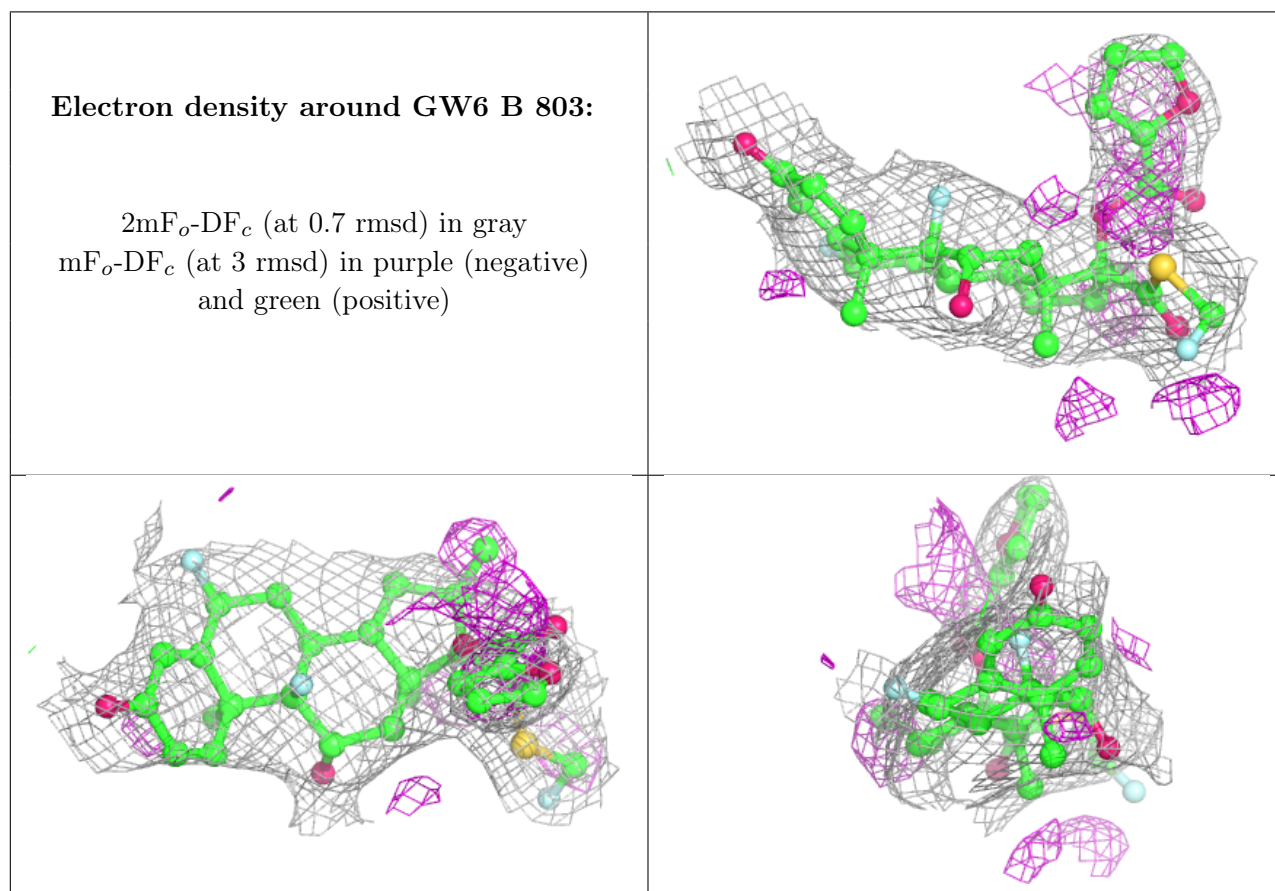 Electron density around GW6 B 803:
2mFo-DFc (at 0.7 rmsd) in gray
mFo-DFc (at 3 rmsd) in purple (negative)
and green (positive)